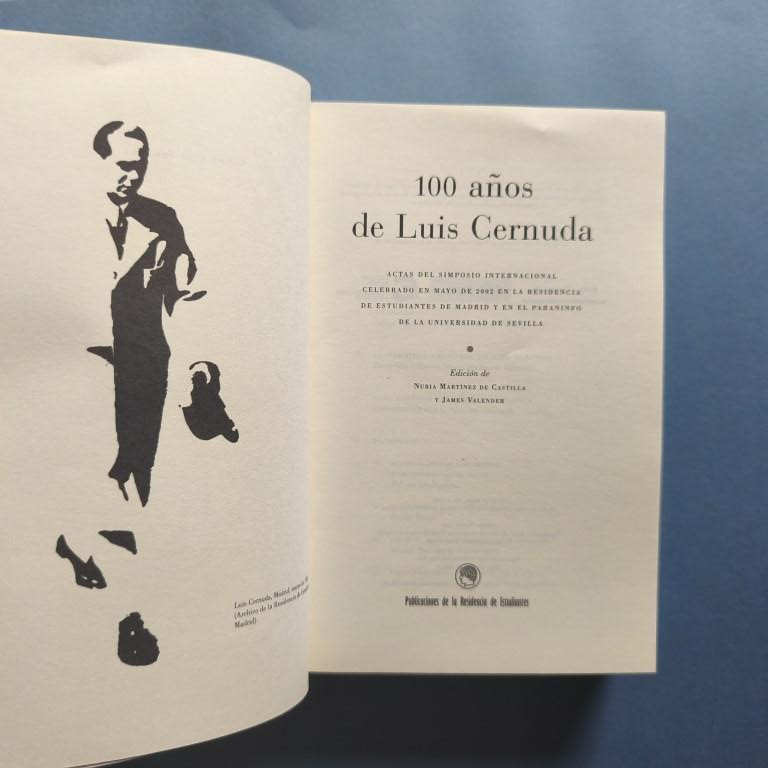 Luis Cernuda, Madrid,
(Archivo de la Residencia de
Madrid)
100 años
de Luis Cernuda
ACTAS DEL SIMPOSIO INTERNACIONAL
CELEBRADO EN MAYO DE 2002 EN LA RESIDENCIA
DE ESTUDIANTES DE MADRID Y EN EL PARANINFO
DE LA UNIVERSIDAD DE SEVILLA
Edición de
NURIA MARTÍNEZ DE CASTILLA
Y JAMES VALENDER
Publicaciones de la Residencia de Estudiantes